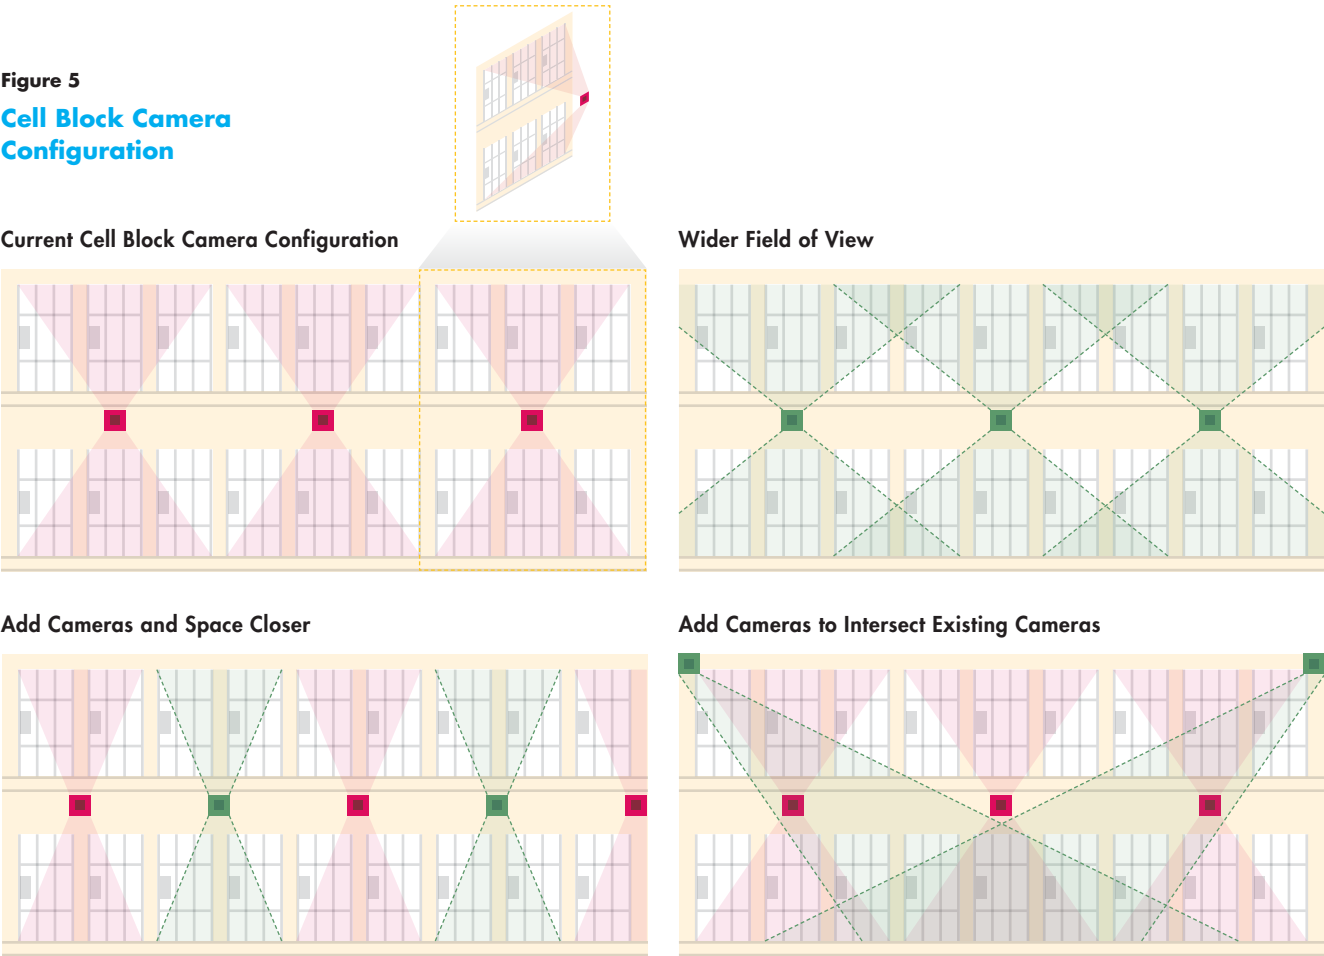 Figure 5
Cell Block Camera
Configuration
Current Cell Block Camera Configuration
Wider Field of View
Add Cameras and Space Closer
Add Cameras to Intersect Existing Cameras